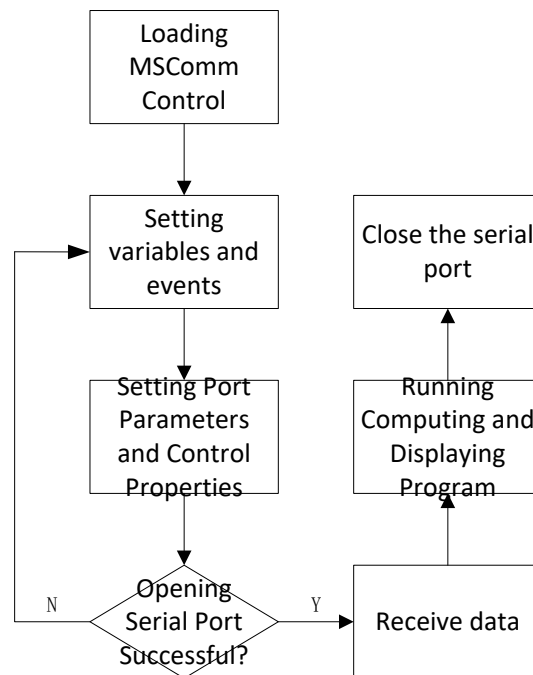 Loading
MSComm
Control
Setting
variables and
events
Close the serial
port
Setting Port
Parameters
and Control
Properties
Running
Computing and
Displaying
Program
N
Opening
Serial Port
Successful?
Y
Receive data